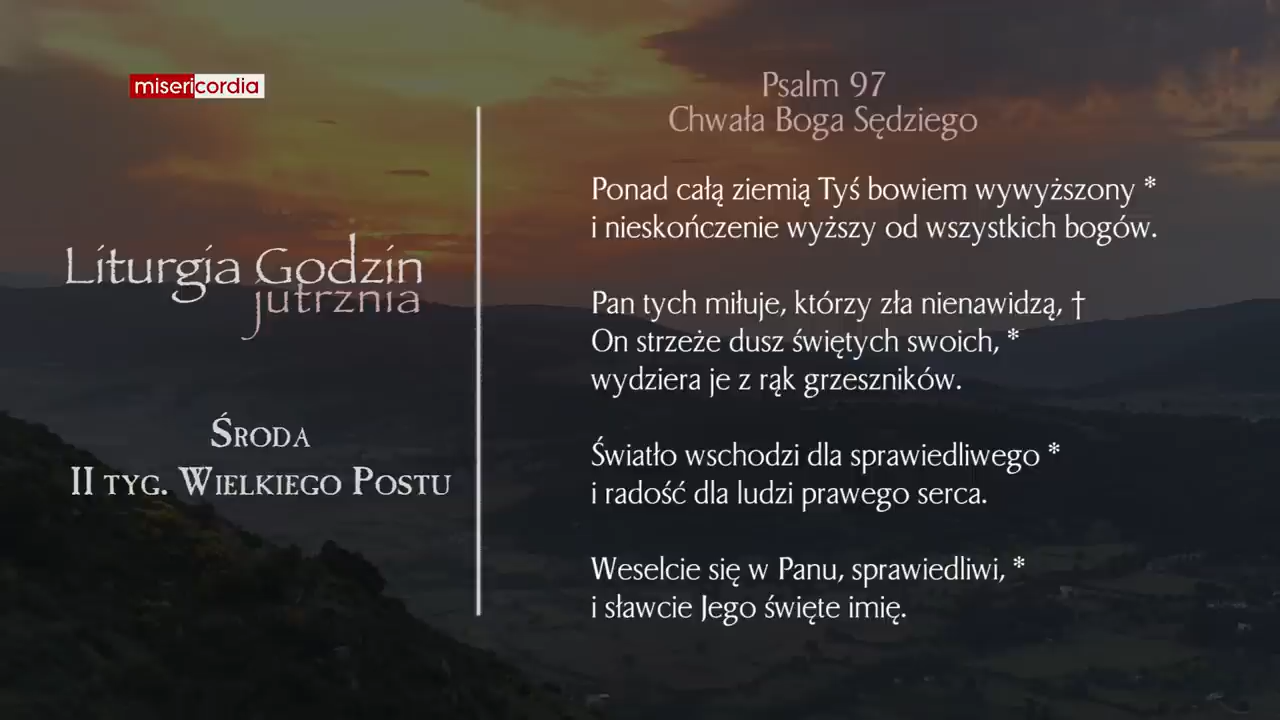 misericordia
Liturgia Godzin
jutrznia
Środa
II tyg. Wielkiego Postu
Psalm 97
Chwała Boga Sędziego
Ponad całą ziemią Tyś bowiem wywyższony *
i nieskończenie wyższy od wszystkich bogów.
Pan tych miłuje, którzy zła nienawidzą, †
On strzeże dusz świętych swoich, *
wydziera je z rąk grzeszników.
Światło wschodzi dla sprawiedliwego *
i radość dla ludzi prawego serca.
Weselcie się w Panu, sprawiedliwi, *
i sławcie Jego święte imię.